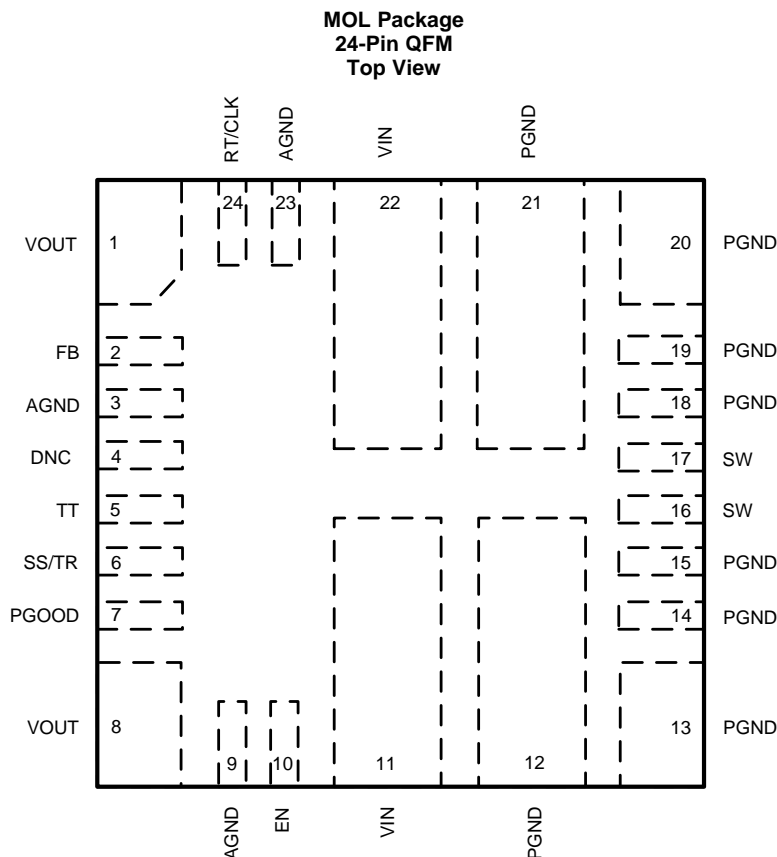 MOL Package
24-Pin QFM
Top View
RT/CLK
AGND
VIN
PGND
24
23
22
21
VOUT
1
20
PGND
FB
2
19
PGND
AGND
3
18
PGND
DNC
4
17
SW
TT
5
16
SW
SS/TR
6
15
PGND
PGOOD
7
14
PGND
VOUT
8
13
PGND
9
10
11
12
AGND
EN
VIN
PGND